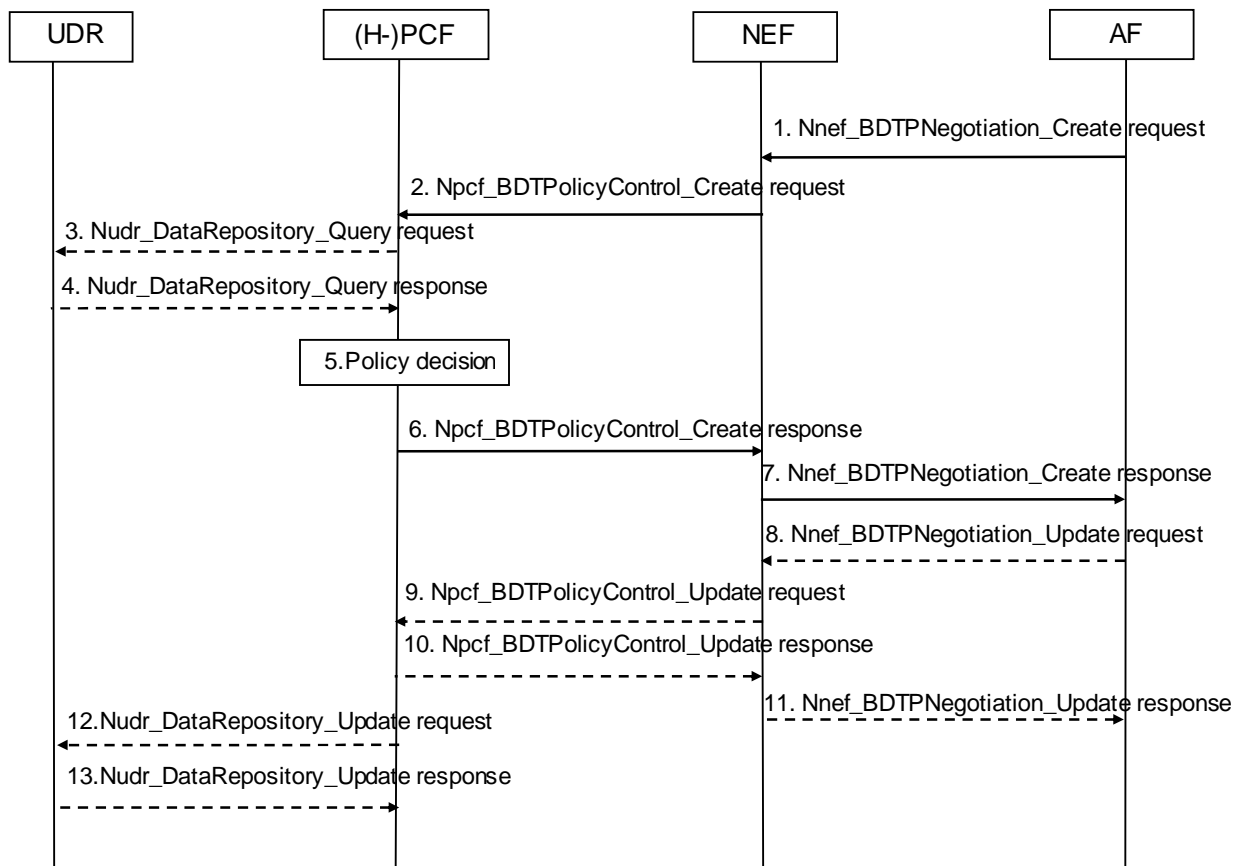 UDR
(H-)PCF
NEF
AF
1. Nnef_BDTPNegotiation_Create request
2. Npcf_BDTPolicyControl_Create request
3. Nudr_DataRepository_Query request
4. Nudr_DataRepository_Query response
5.Policy decision
6. Npcf_BDTPolicyControl_Create response
7. Nnef_BDTPNegotiation_Create response
8. Nnef_BDTPNegotiation_Update request
9. Npcf_BDTPolicyControl_Update request
10. Npcf_BDTPolicyControl_Update response
11. Nnef_BDTPNegotiation_Update response
12.Nudr_DataRepository_Update request
13.Nudr_DataRepository_Update response